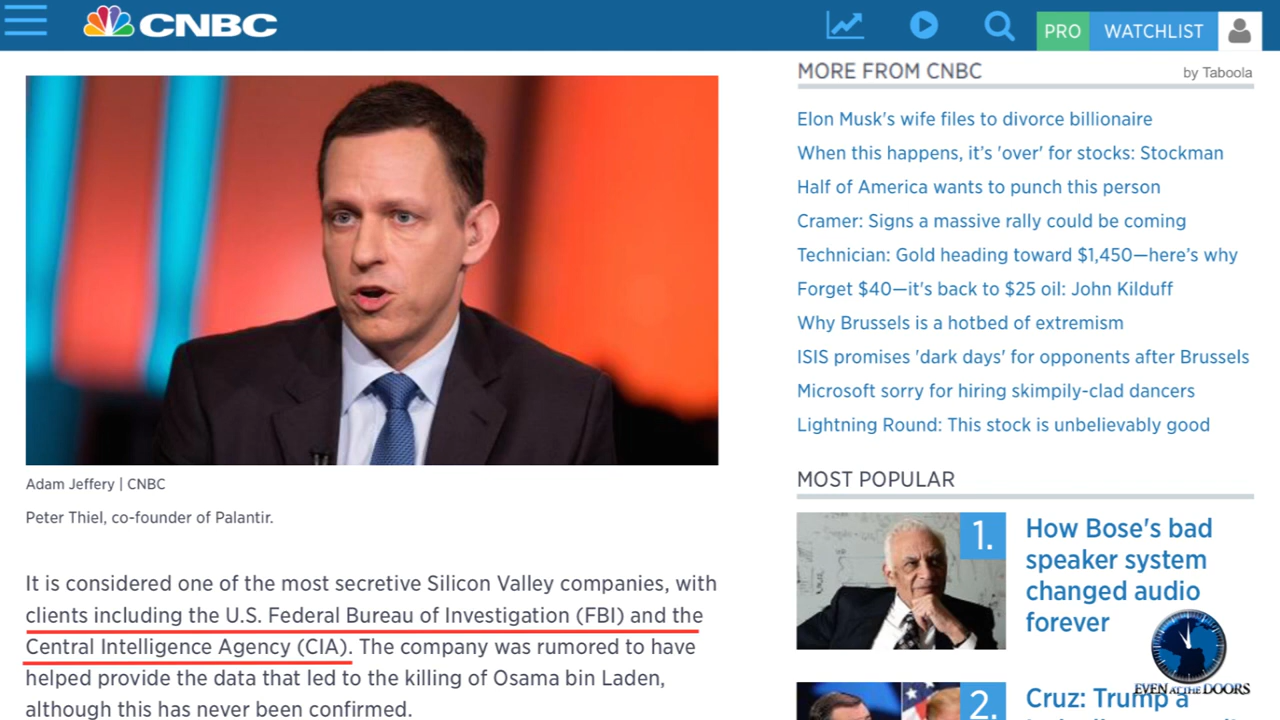 CNBC
PRO
WATCHLIST
Adam Jeffery | CNBC
Peter Thiel, co-founder of Palantir.
It is considered one of the most secretive Silicon Valley companies, with
clients including the U.S. Federal Bureau of Investigation (FBI) and the
Central Intelligence Agency (CIA). The company was rumored to have
helped provide the data that led to the killing of Osama bin Laden,
although this has never been confirmed.
MORE FROM CNBC
by Taboola
Elon Musk's wife files to divorce billionaire
When this happens, it's 'over' for stocks: Stockman
Half of America wants to punch this person
Cramer: Signs a massive rally could be coming
Technician: Gold heading toward $1,450—here's why
Forget $40—it's back to $25 oil: John Kilduff
Why Brussels is a hotbed of extremism
ISIS promises 'dark days' for opponents after Brussels
Microsoft sorry for hiring skimpily-clad dancers
Lightning Round: This stock is unbelievably good
MOST POPULAR
1.
How Bose's bad
speaker system
changed audio
forever
2.
Cruz: Trump a
EVEN AT THE DOORS